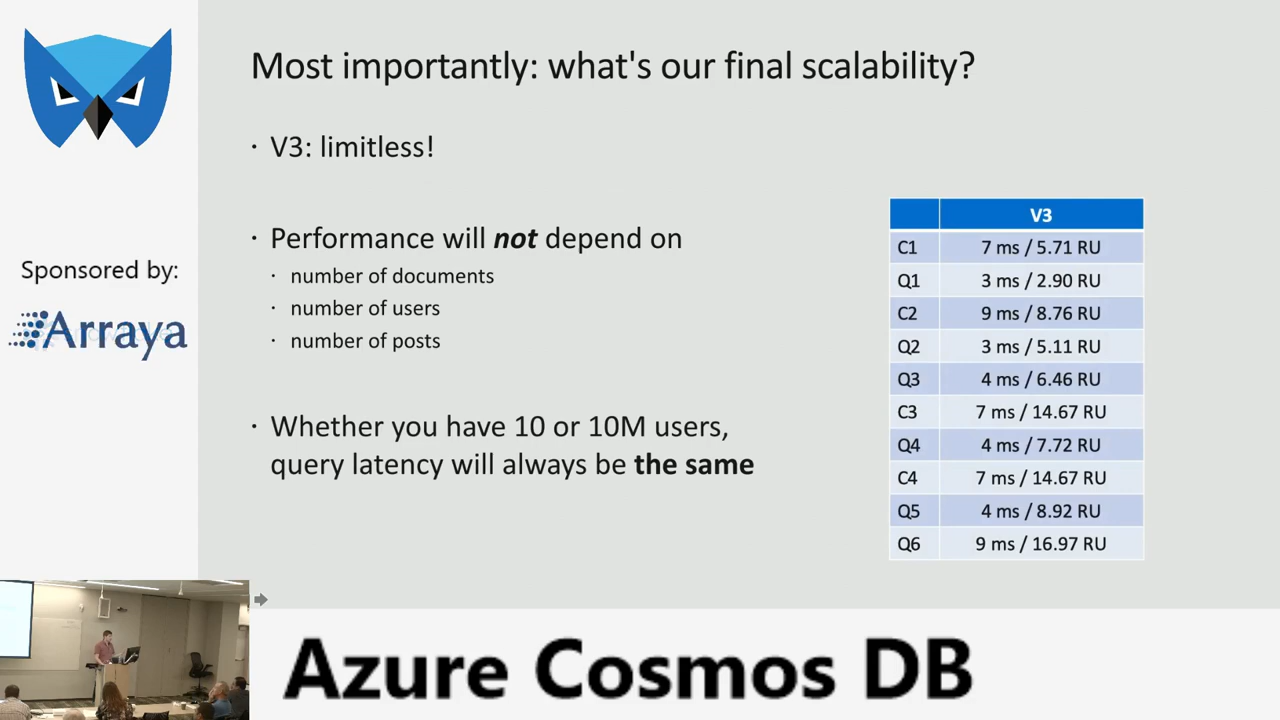 Most importantly: what's our final scalability?
· V3: limitless!
· Performance will not depend on
· number of documents
· number of users
· number of posts
· Whether you have 10 or 10M users,
query latency will always be the same
V3
C1 7 ms / 5.71 RU
Q1 3 ms / 2.90 RU
C2 9 ms / 8.76 RU
Q2 3 ms / 5.11 RU
Q3 4 ms / 6.46 RU
C3 7 ms / 14.67 RU
Q4 4 ms / 7.72 RU
C4 7 ms / 14.67 RU
Q5 4 ms / 8.92 RU
Q6 9 ms / 16.97 RU
Sponsored by:
Arraya
Azure Cosmos DB